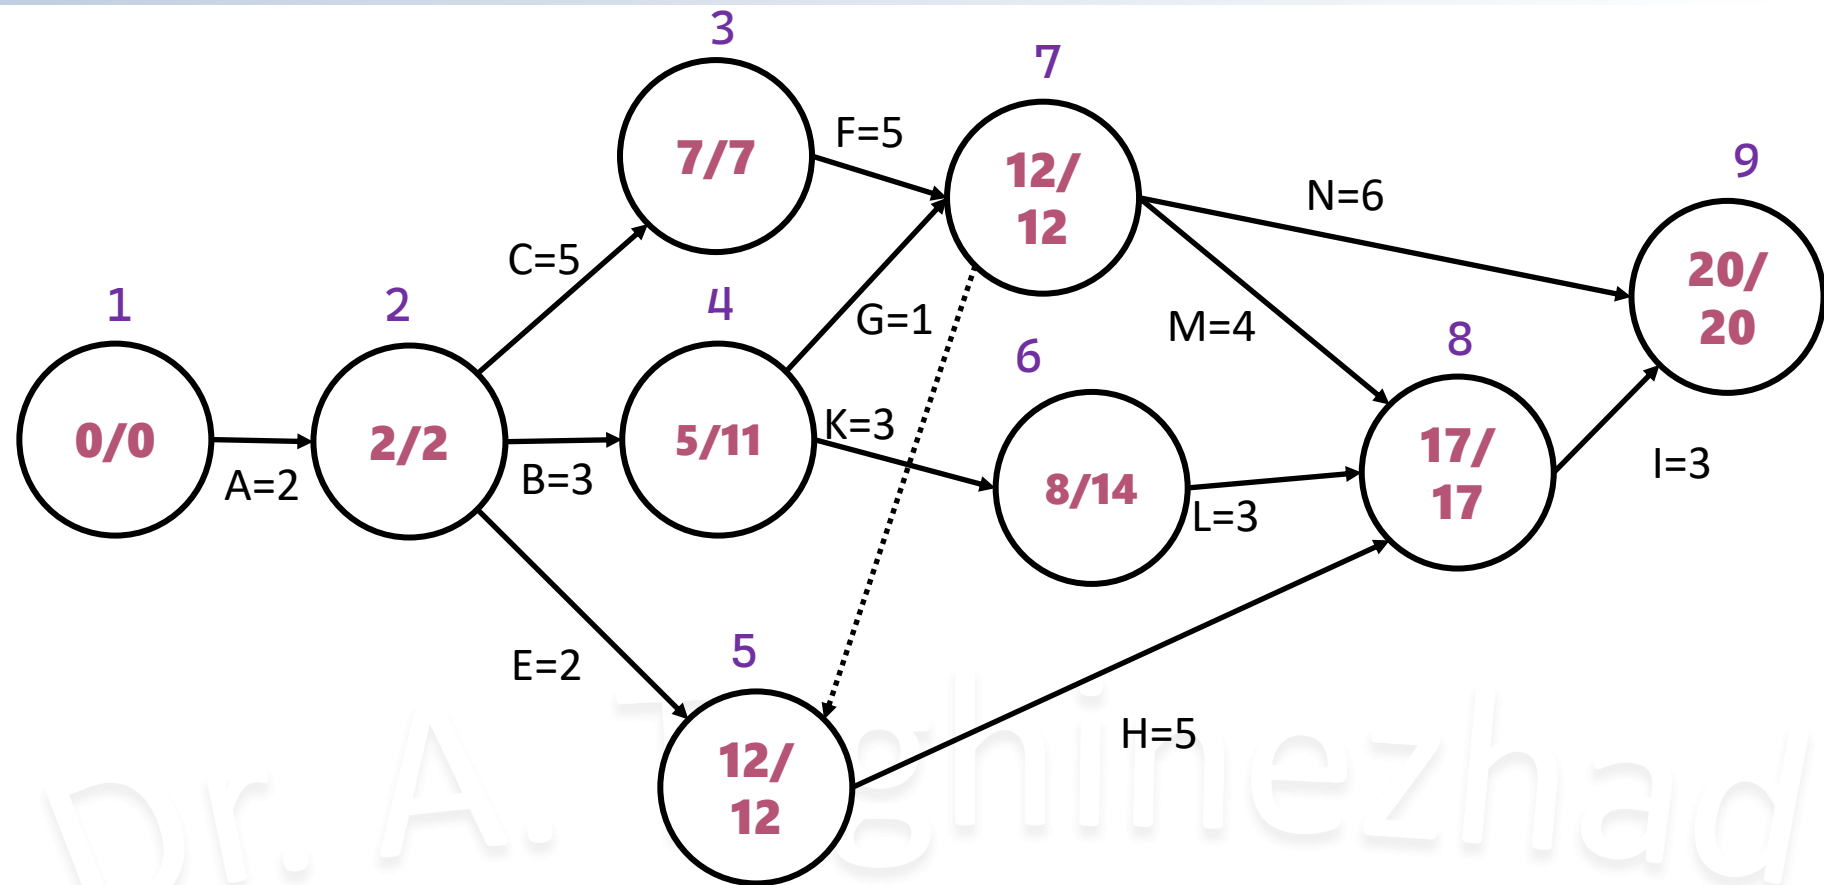 3
7
7/7
F=5
12/
12
9
N=6
C=5
20/
20
1
2
4
G=1
M=4
6
8
0/0
A=2
2/2
B=3
5/11
K=3
8/14
L=3
17/
17
I=3
E=2
5
12/
12
H=5
Dr. A. T ghinezhad